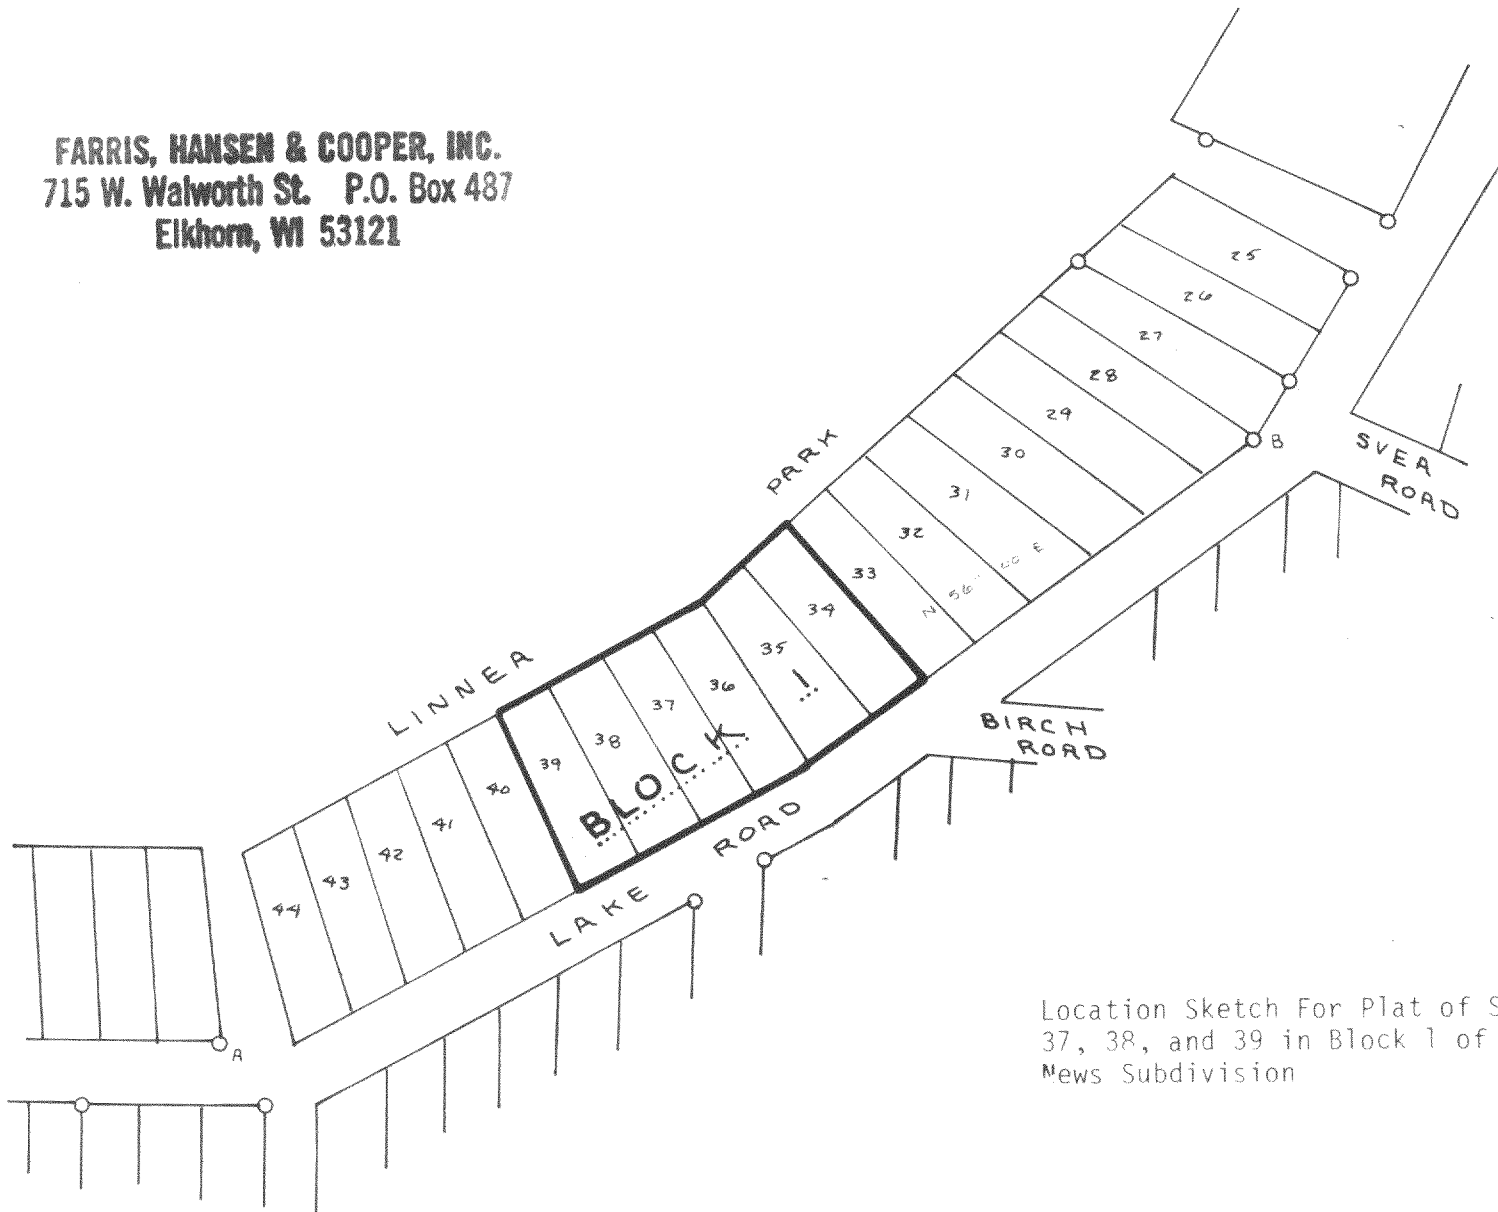 FARRIS, HANSEN & COOPER, INC.
715 W. Walworth St. P.O. Box 487
Elkhorn, WI 53121
25
26
27
28
29
30
31
32
33
34
35
36
37
38
39
40
41
42
43
44
B
SVEA
ROAD
PARK
LINNEA
BIRCH
ROAD
BLOCK 1
LAKE ROAD
A
Location Sketch For Plat of S
37, 38, and 39 in Block 1 of
News Subdivision